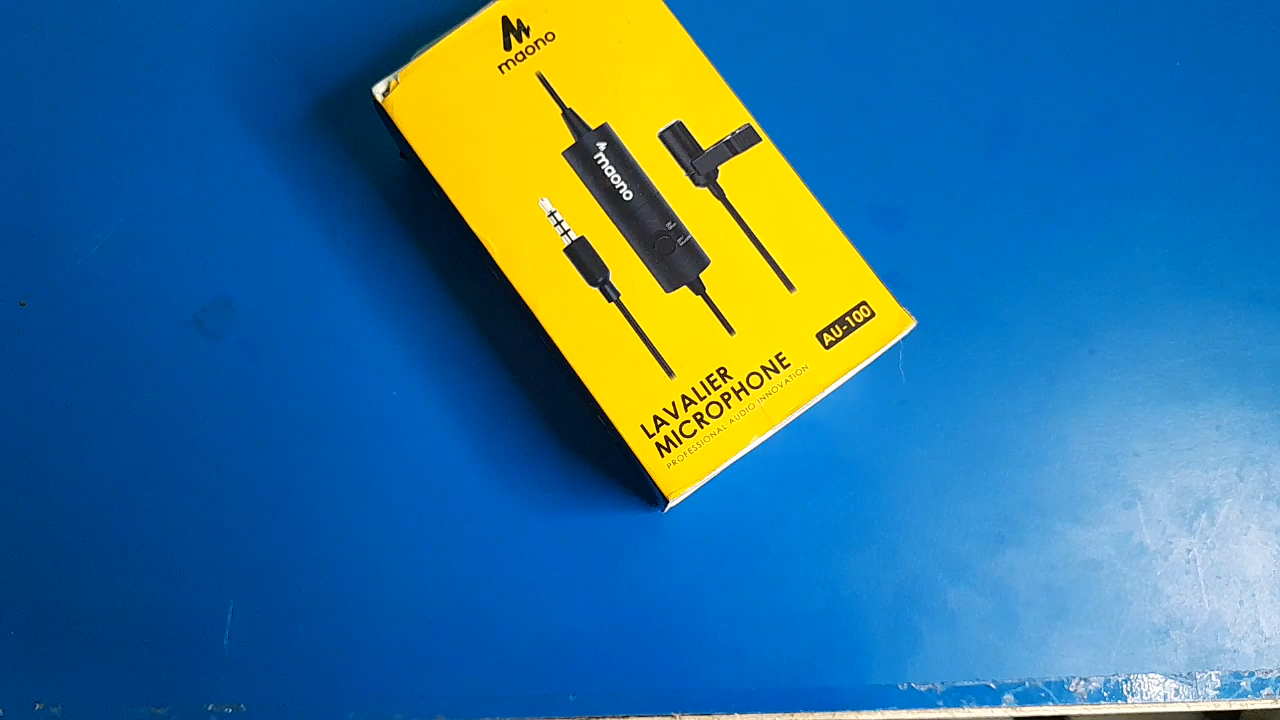 maono
maono
AU-100
LAVALIER
MICROPHONE
PROFESSIONAL AUDIO INNOVATION